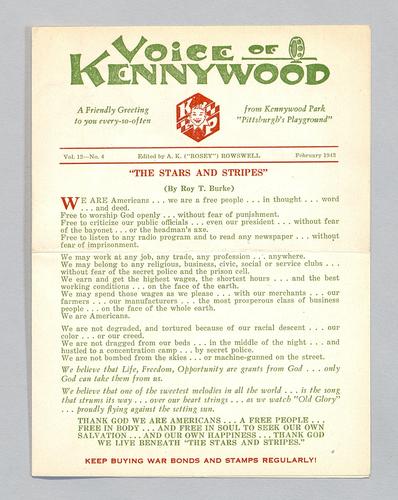 VOICE OF
KENNYWOOD
A Friendly Greeting
to you every-so-often
from Kennywood Park
"Pittsburgh's Playground"
Vol. 12—No. 4
Edited by A. K. ("ROSEY") ROWSWELL
February 1943
"THE STARS AND STRIPES"
(By Roy T. Burke)
WE ARE Americans . . . we are a free people . . . in thought . . . word
. . . and deed.
Free to worship God openly . . . without fear of punishment.
Free to criticise our public officials . . . even our president . . . without fear
of the bayonet . . . or the headman's axe.
Free to listen to any radio program and to read any newspaper . . . without
fear of imprisonment.
We may work at any job, any trade, any profession . . . anywhere.
We may belong to any religious, business, civic, social or service clubs . . .
without fear of the secret police and the prison cell.
We earn and get the highest wages, the shortest hours . . . and the best
working conditions . . . on the face of the earth.
We may spend those wages as we please . . . with our merchants . . . our
farmers . . . our manufacturers . . . the most prosperous class of business
people . . . on the face of the whole earth.
We are Americans.
We are not degraded, and tortured because of our racial descent . . . our
color . . . or our creed.
We are not dragged from our beds . . . in the middle of the night . . . and
hustled to a concentration camp . . . by secret police.
We are not bombed from the skies . . . or machine-gunned on the street.
We believe that Life, Freedom, Opportunity are grants from God . . . only
God can take them from us.
We believe that one of the sweetest melodies in all the world . . . is the song
that strums its way . . . over our heart strings . . . as we watch "Old Glory"
. . . proudly flying against the setting sun.
THANK GOD WE ARE AMERICANS . . . A FREE PEOPLE . . .
FREE IN BODY . . . AND FREE IN SOUL TO SEEK OUR OWN
SALVATION . . . AND OUR OWN HAPPINESS . . . THANK GOD
WE LIVE BENEATH "THE STARS AND STRIPES."
KEEP BUYING WAR BONDS AND STAMPS REGULARLY!